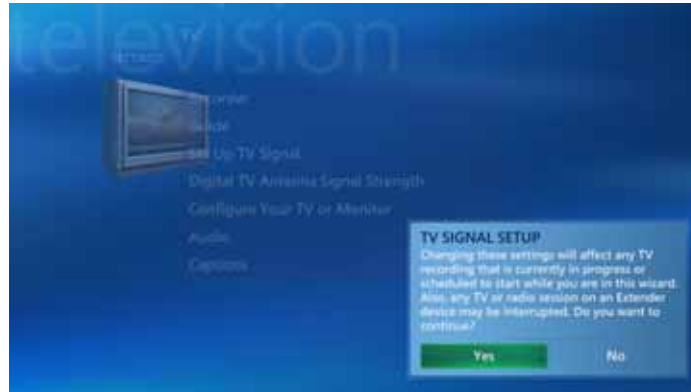 television
TV
SETTINGS
Recorder
Guide
Set Up TV Signal
Digital TV Antenna Signal Strength
Configure Your TV or Monitor
Audio
Captions
TV SIGNAL SETUP
Changing these settings will affect any TV
recording that is currently in progress or
scheduled to start while you are in this wizard.
Also, any TV or radio session on an Extender
device may be interrupted. Do you want to
continue?
Yes No